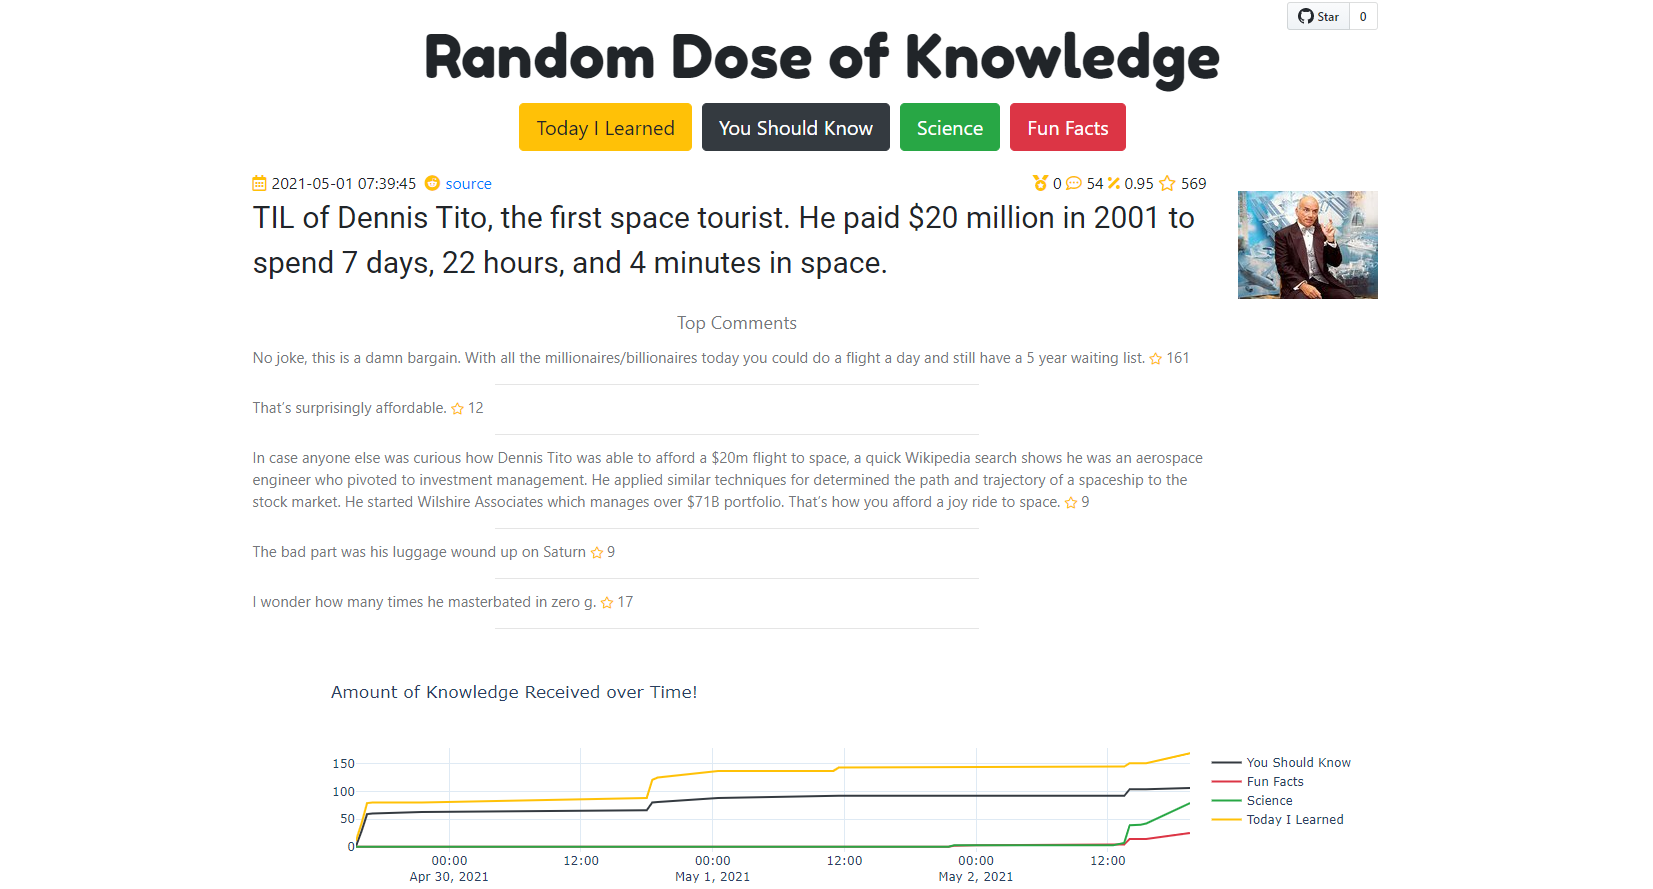 Star 0
Random Dose of Knowledge
Today I Learned You Should Know Science Fun Facts
2021-05-01 07:39:45 source 0 54 0.95 569
TIL of Dennis Tito, the first space tourist. He paid $20 million in 2001 to
spend 7 days, 22 hours, and 4 minutes in space.
Top Comments
No joke, this is a damn bargain. With all the millionaires/billionaires today you could do a flight a day and still have a 5 year waiting list. 161
That's surprisingly affordable. 12
In case anyone else was curious how Dennis Tito was able to afford a $20m flight to space, a quick Wikipedia search shows he was an aerospace
engineer who pivoted to investment management. He applied similar techniques for determined the path and trajectory of a spaceship to the
stock market. He started Wilshire Associates which manages over $71B portfolio. That's how you afford a joy ride to space. 9
The bad part was his luggage wound up on Saturn 9
I wonder how many times he masterbated in zero g. 17
Amount of Knowledge Received over Time!
150
100
50
0
00:00 12:00 00:00 12:00 00:00 12:00
Apr 30, 2021 May 1, 2021 May 2, 2021
You Should Know
Fun Facts
Science
Today I Learned